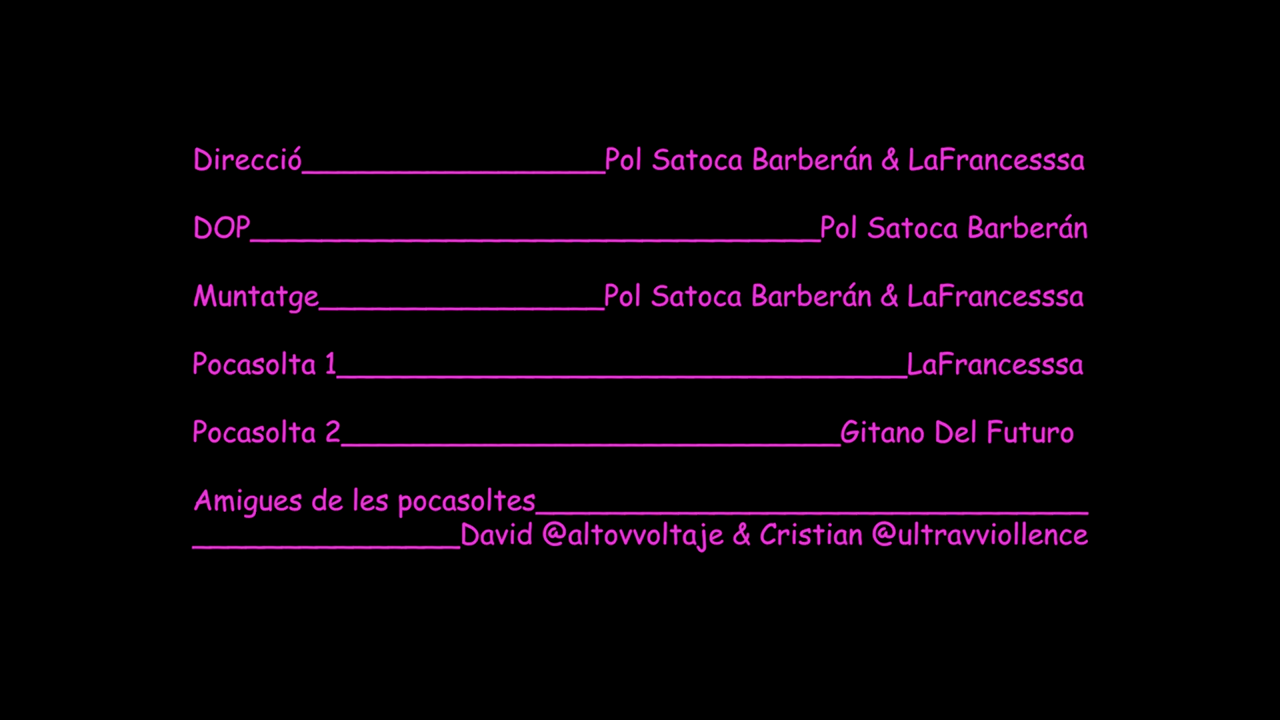 Direcció__________________Pol Satoca Barberán & LaFrancesssa
DOP__________________________________Pol Satoca Barberán
Muntatge_________________Pol Satoca Barberán & LaFrancesssa
Pocasolta 1__________________________________LaFrancesssa
Pocasolta 2______________________________Gitano Del Futuro
Amigues de les pocasoltes_________________________________
________________David @altovvoltaje & Cristian @ultravviollence